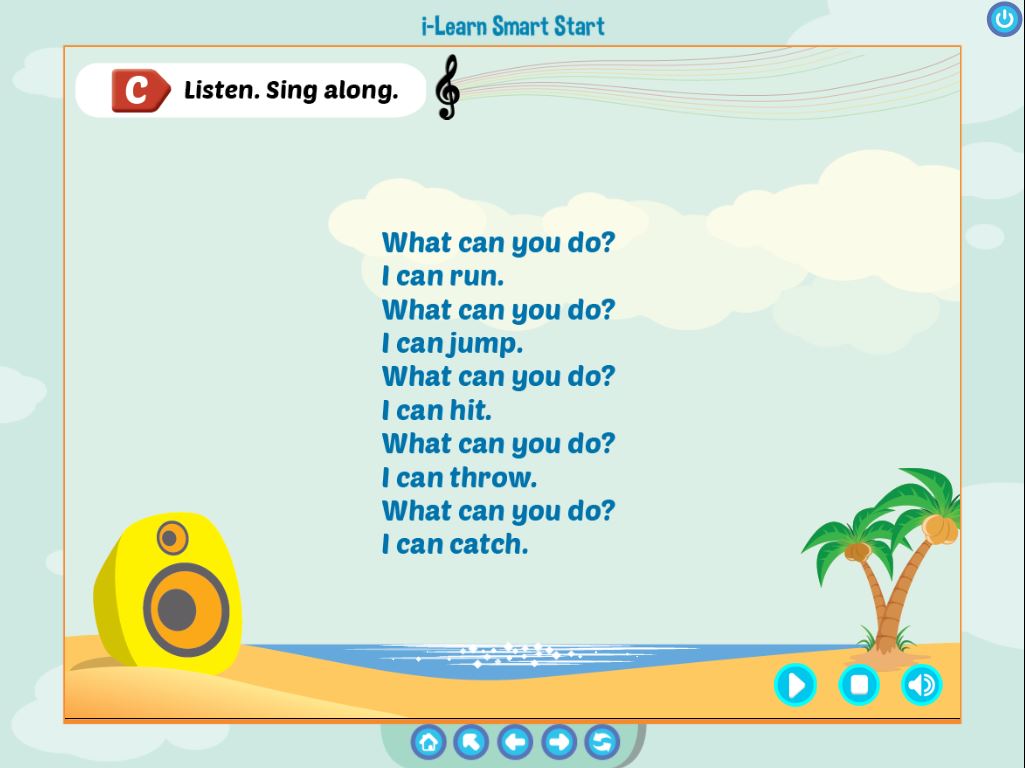 i-Learn Smart Start
C Listen. Sing along.
What can you do?
I can run.
What can you do?
I can jump.
What can you do?
I can hit.
What can you do?
I can throw.
What can you do?
I can catch.